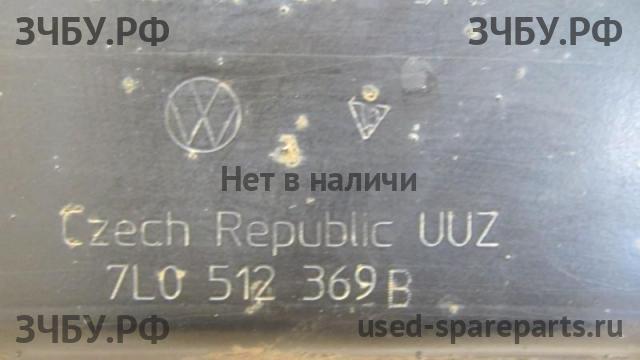 ЗЧБУ.РФ ЗЧБУ.РФ
Нет в наличи
Czech Republic UUZ
7L0 512 369 B
ЗЧБУ.РФ used-spareparts.ru